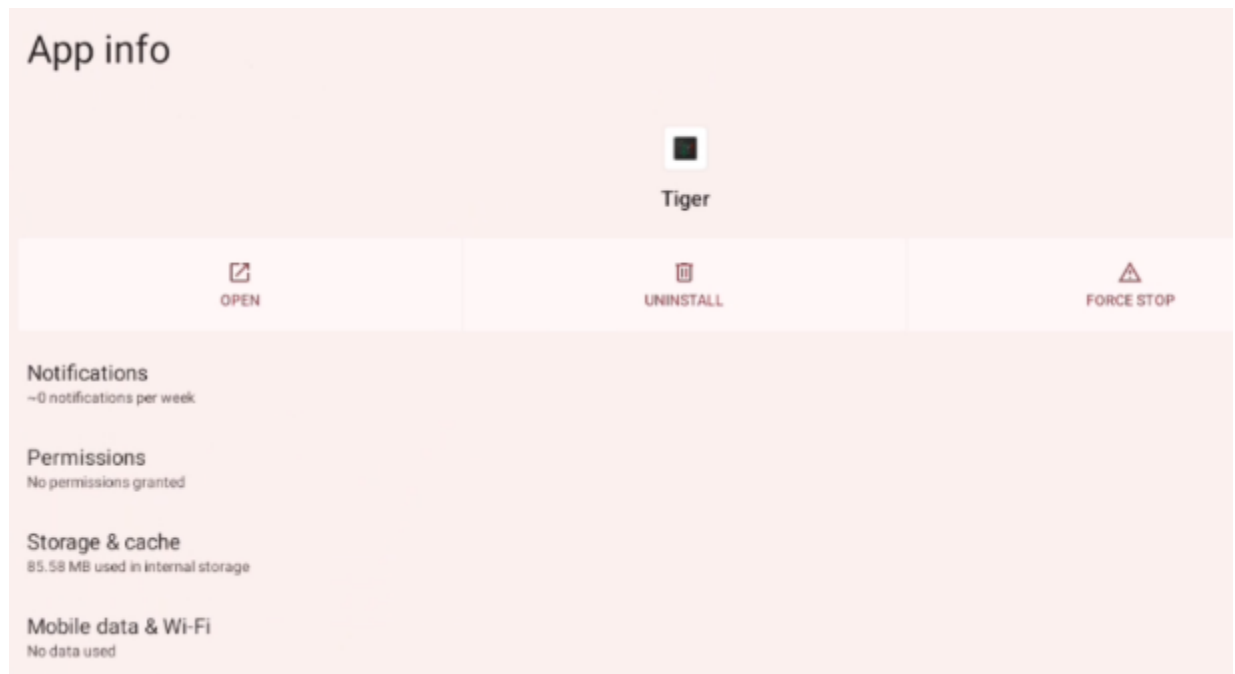 App info
Tiger
OPEN
UNINSTALL
FORCE STOP
Notifications
~0 notifications per week
Permissions
No permissions granted
Storage & cache
85.58 MB used in internal storage
Mobile data & Wi-Fi
No data used